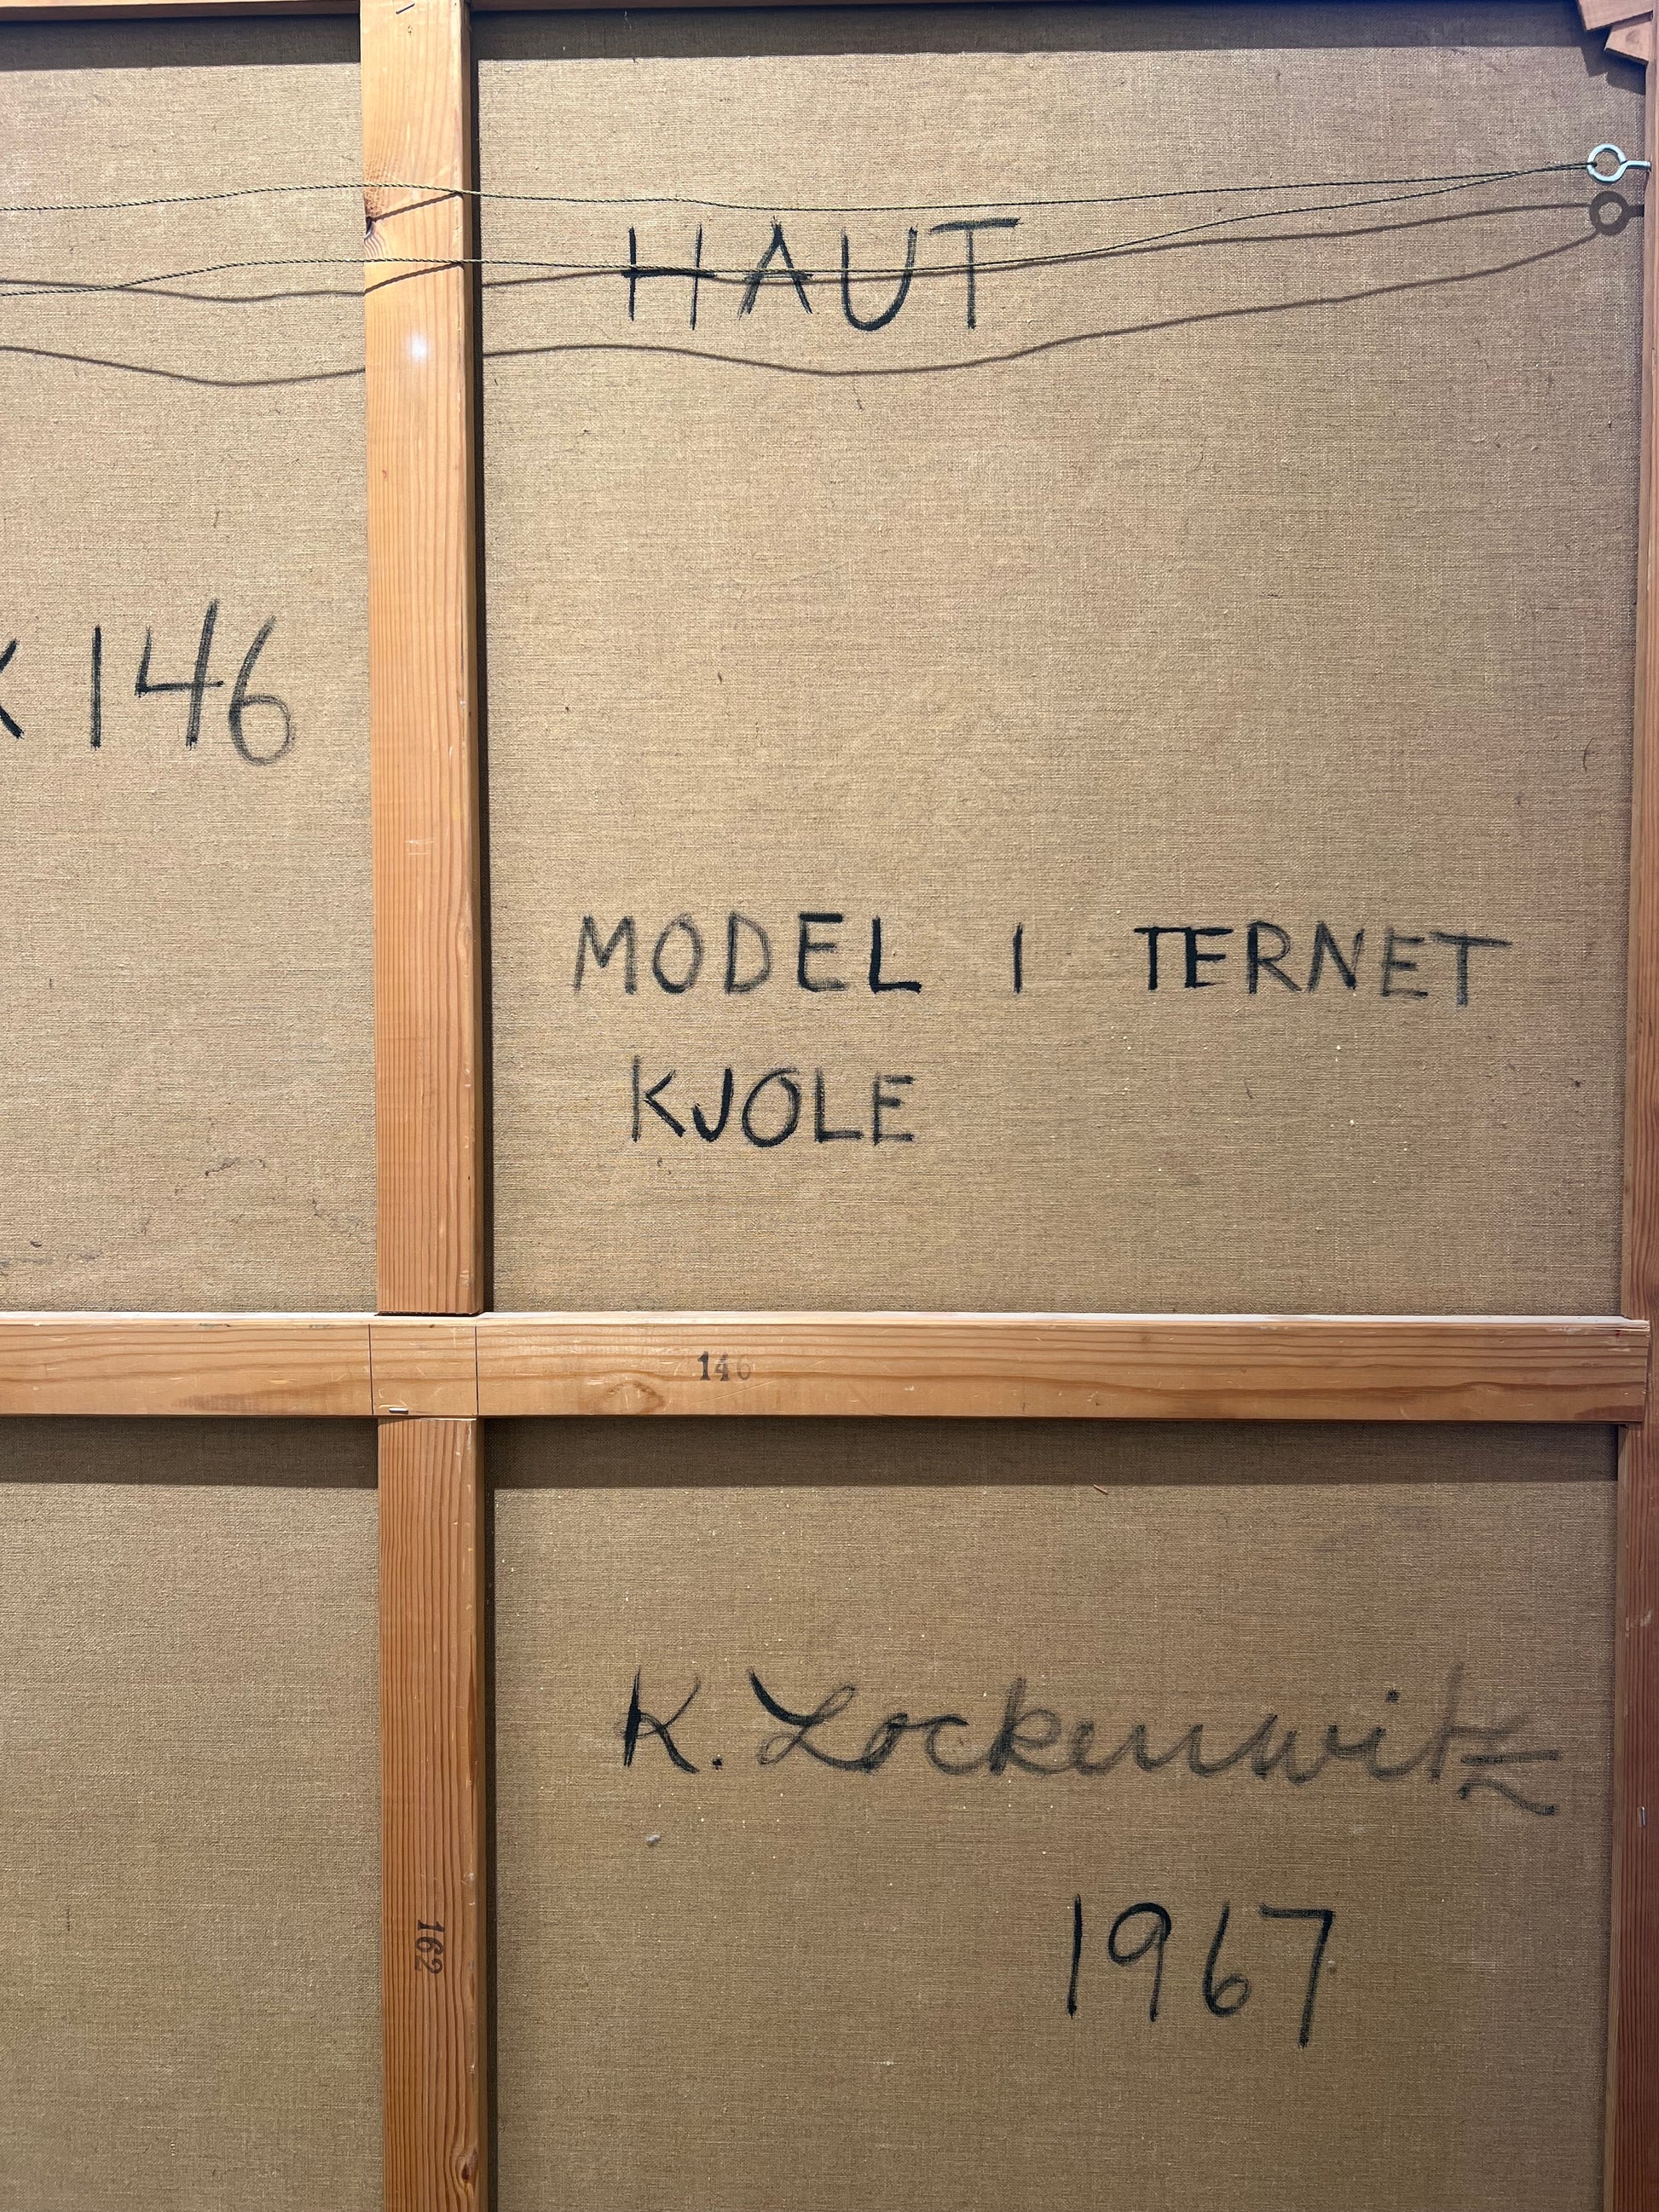 HAUT
X 146
MODEL I TERNET
KJOLE
146
K. Lockenwitz
1967
162